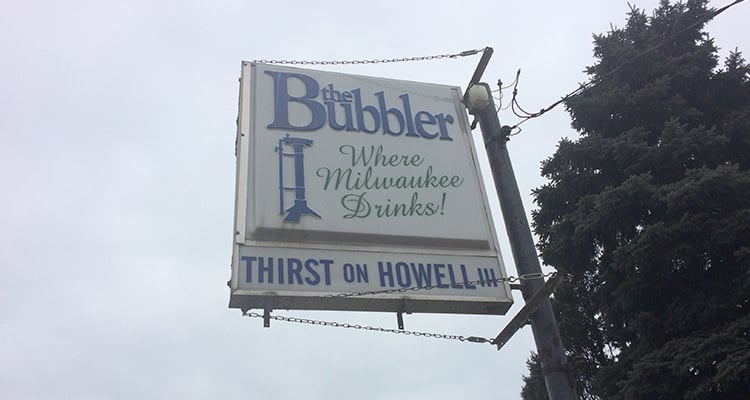 the Bubbler
Where
Milwaukee
Drinks!
THIRST ON HOWELL!!!